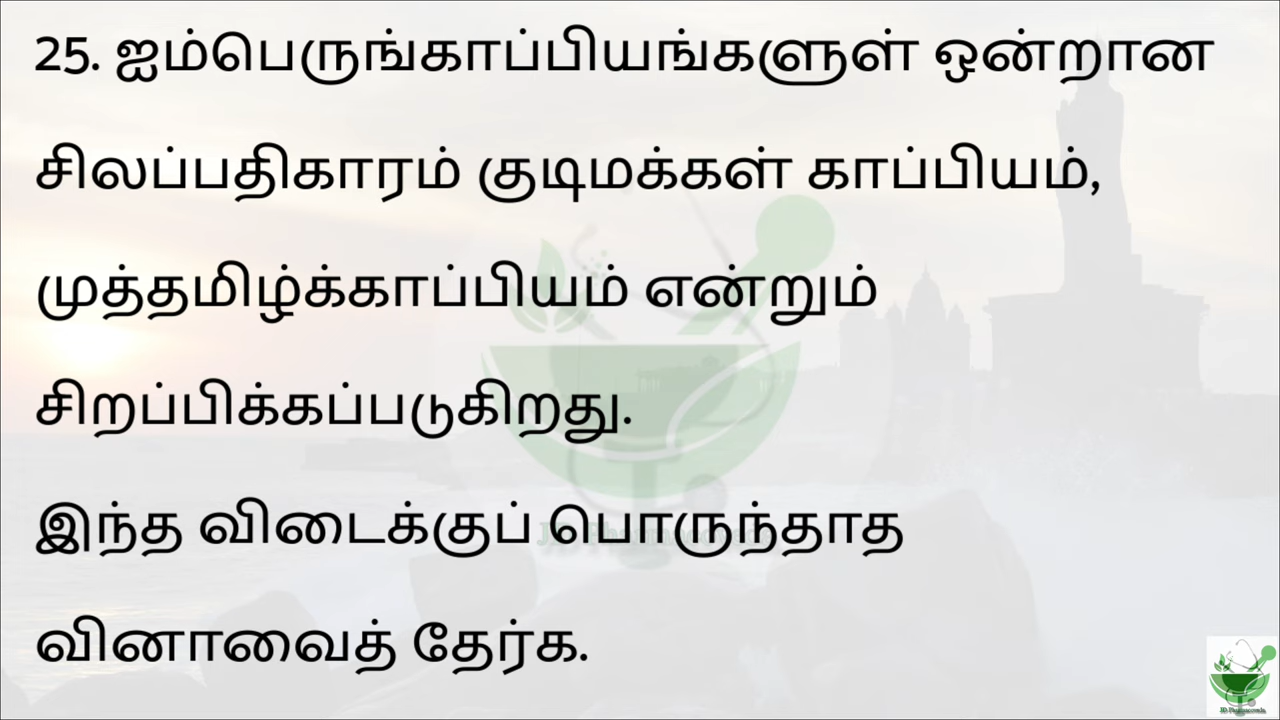 25. ஐம்பெருங்காப்பியங்களுள் ஒன்றான
சிலப்பதிகாரம் குடிமக்கள் காப்பியம்,
முத்தமிழ்க்காப்பியம் என்றும்
சிறப்பிக்கப்படுகிறது.
இந்த விடைக்குப் பொருந்தாத
வினாவைத் தேர்க.